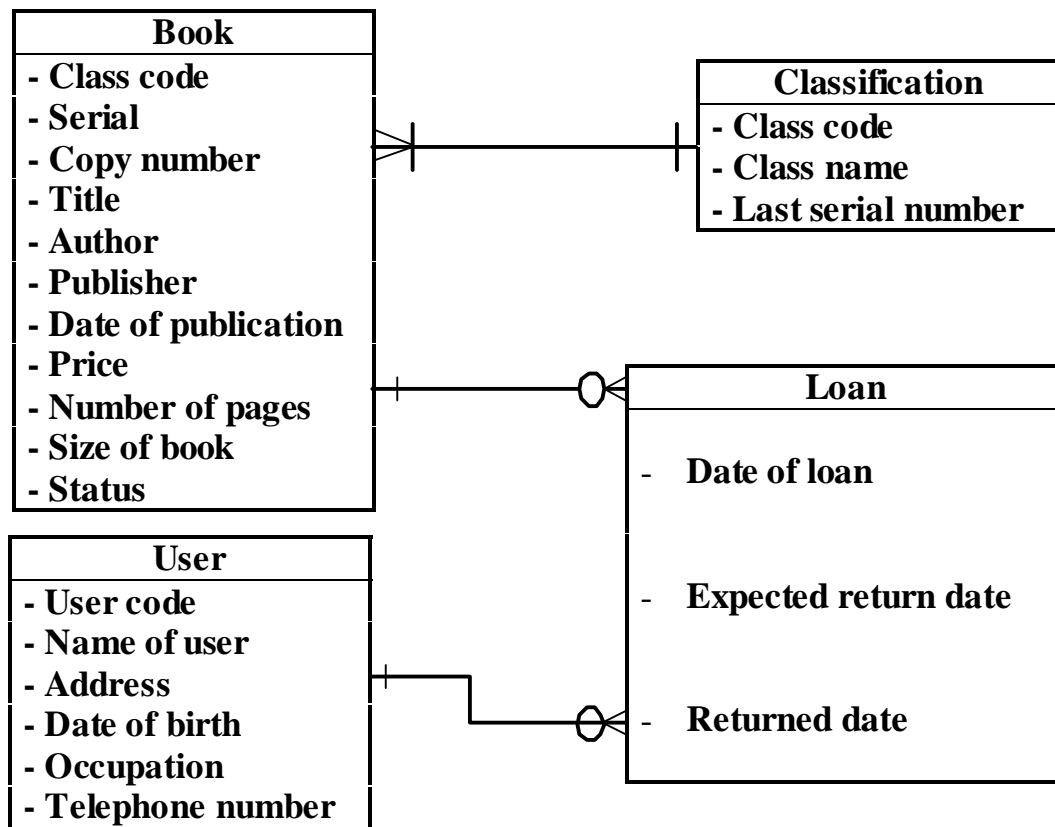 Book
- Class code
- Serial
- Copy number
- Title
- Author
- Publisher
- Date of publication
- Price
- Number of pages
- Size of book
- Status
Classification
- Class code
- Class name
- Last serial number
Loan
- Date of loan
- Expected return date
- Returned date
User
- User code
- Name of user
- Address
- Date of birth
- Occupation
- Telephone number